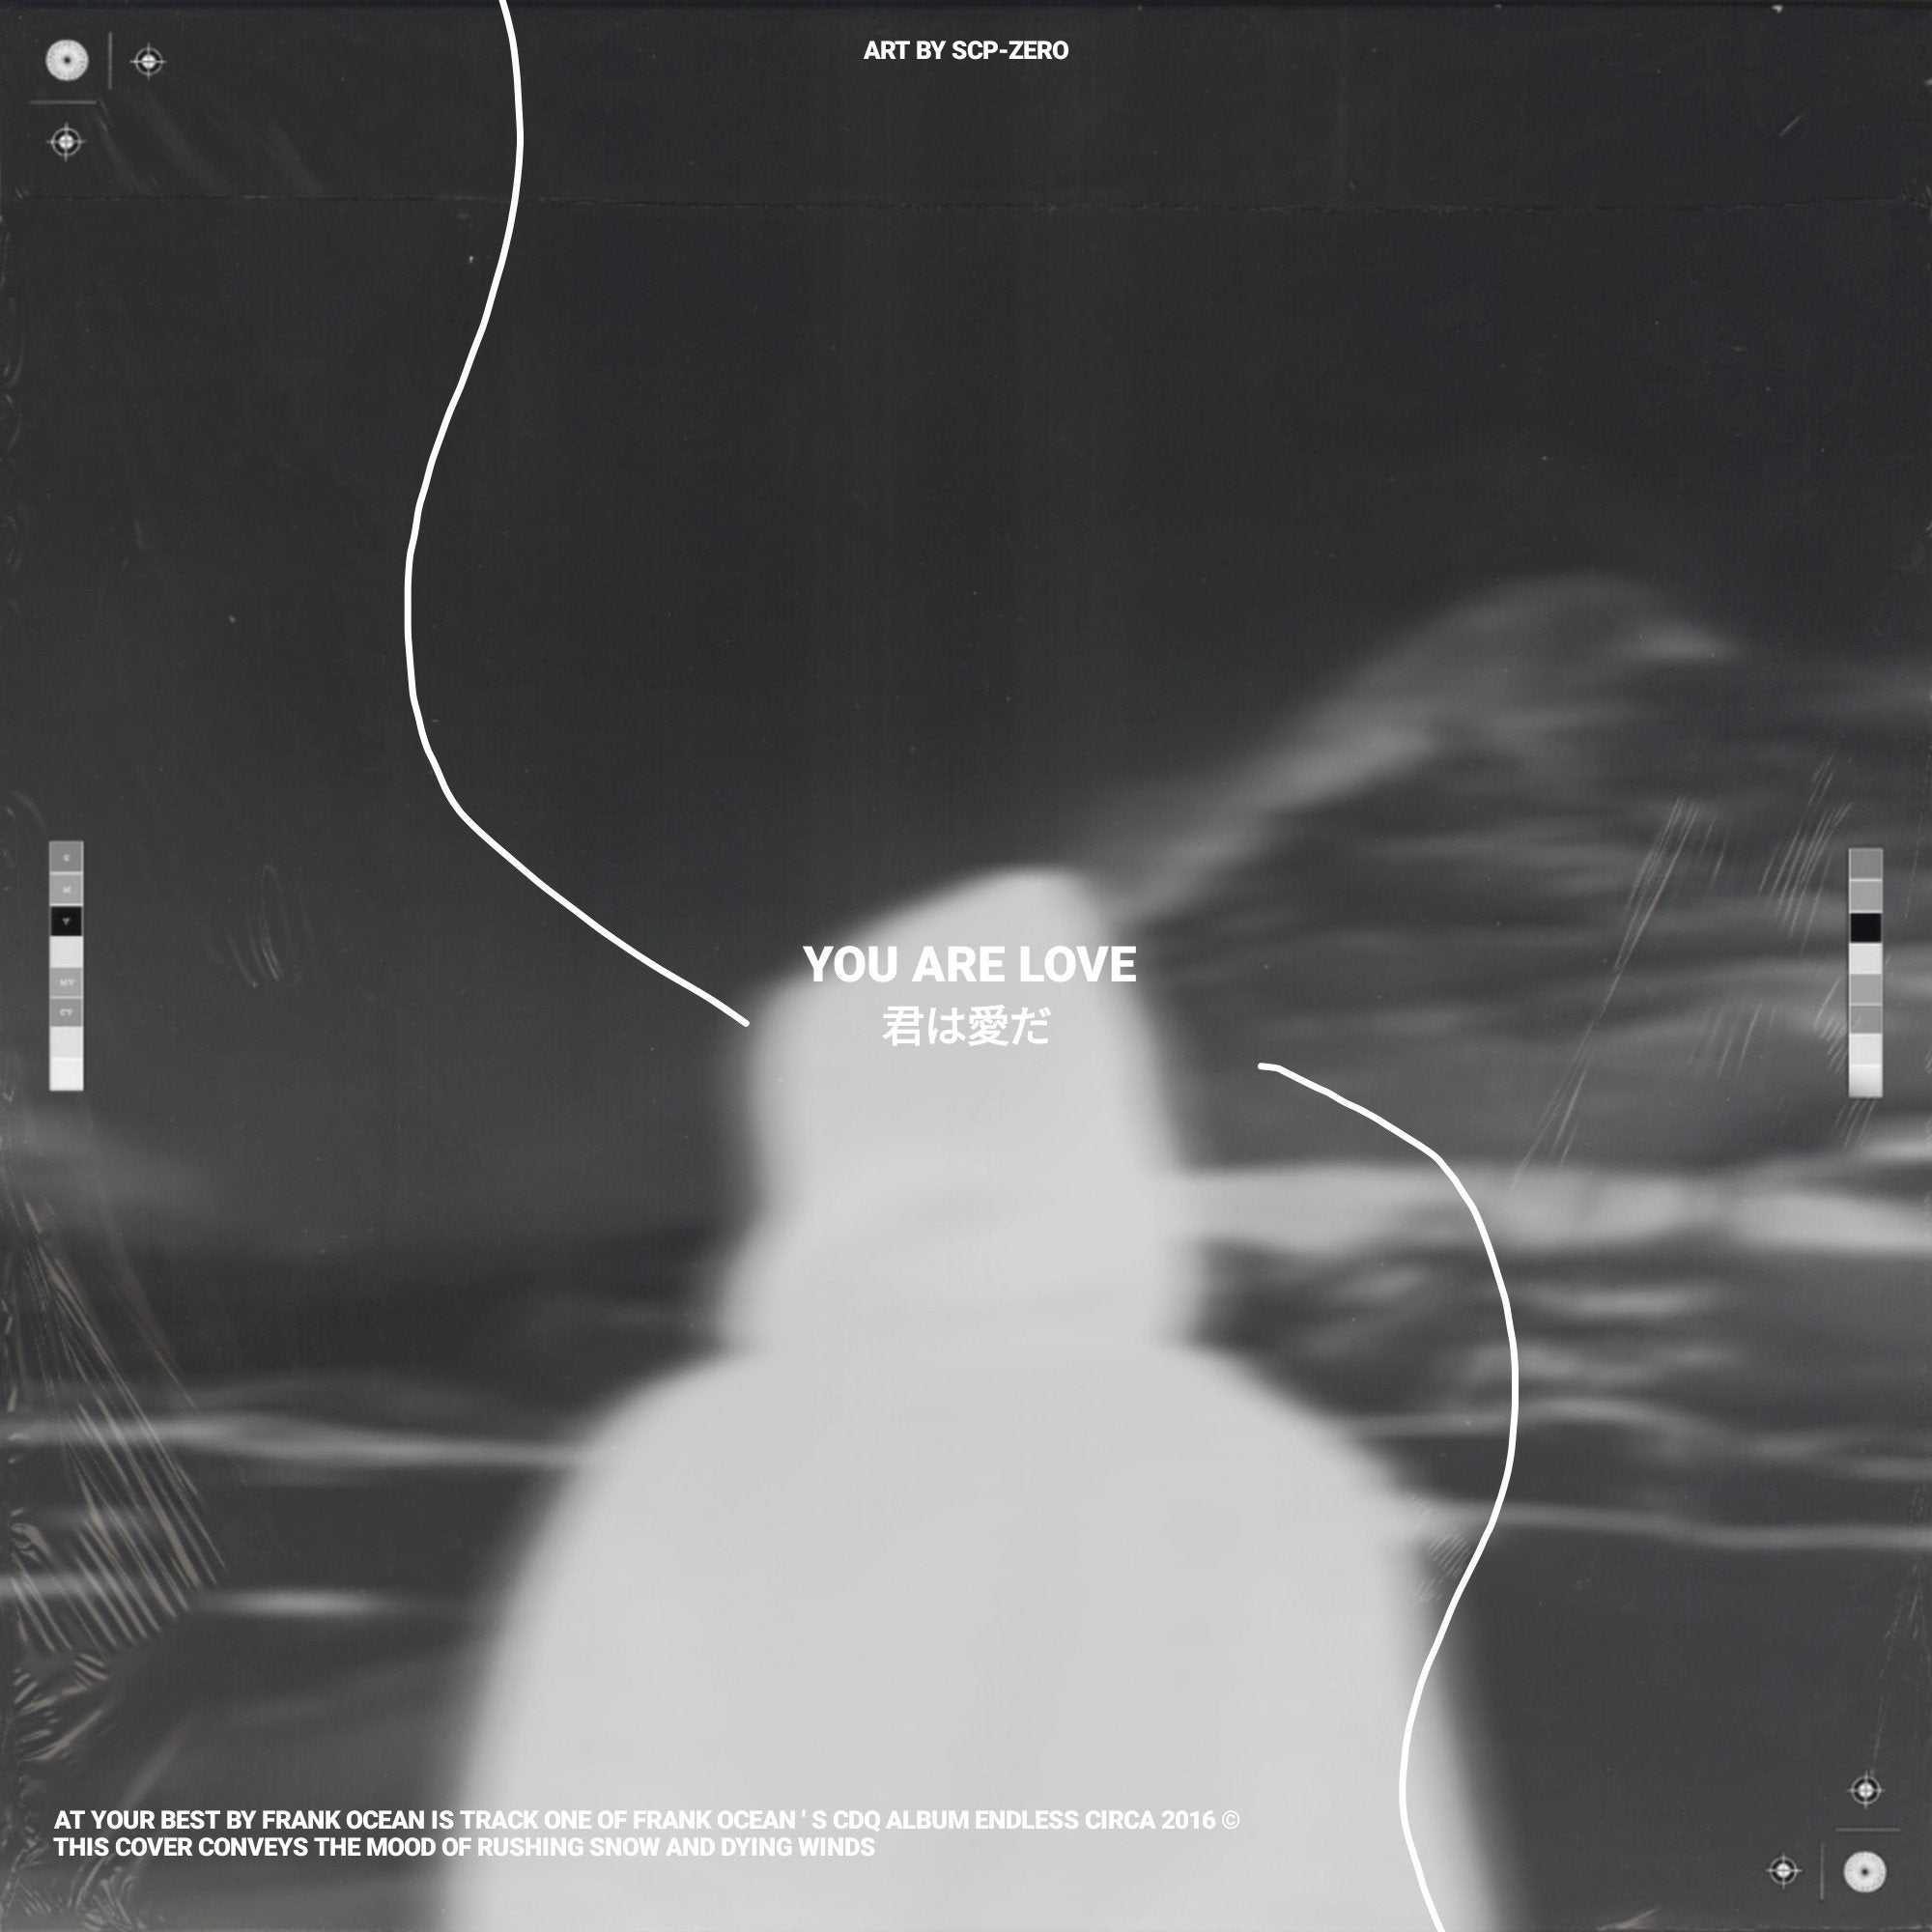 ART BY SCP-ZERO
YOU ARE LOVE
君は愛だ
AT YOUR BEST BY FRANK OCEAN IS TRACK ONE OF FRANK OCEAN ' S CDQ ALBUM ENDLESS CIRCA 2016 ©
THIS COVER CONVEYS THE MOOD OF RUSHING SNOW AND DYING WINDS